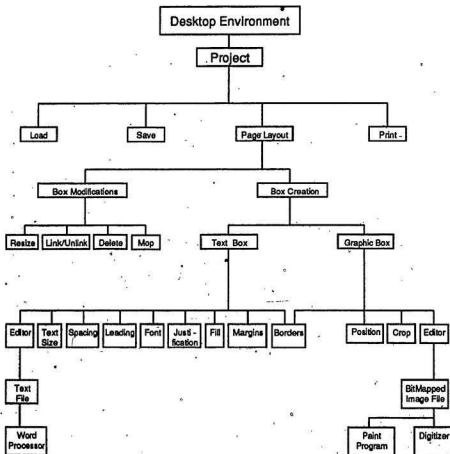 Desktop Environment
Project
Load
Save
Page Layout
Print
Box Modifications
Box Creation
Resize
Link/Unlink
Delete
Mop
Text Box
Graphic Box
Editor
Text
Size
Spacing
Leading
Font
Justi -
fication
Fill
Margins
Borders
Position
Crop
Editor
Text
File
BitMapped
Image File
Word
Processor
Paint
Program
Digitizer